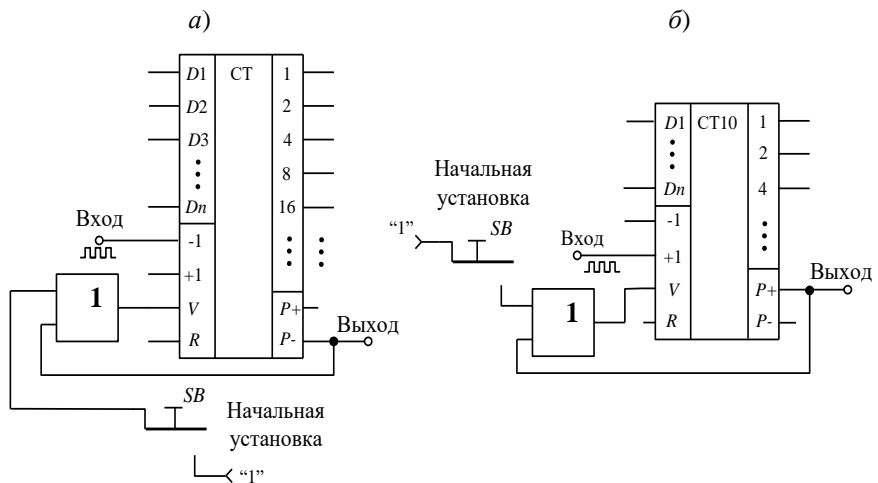 а)
D1 CT 1
D2 2
D3 4
8
Dn 16
Вход
-1
+1
1
V P+
Выход
R P-
SB
Начальная
установка
“1”
б)
D1 CT10 1
2
Dn 4
Начальная
установка
-1
“1”
SB
Вход
+1
Выход
V P+
1
R P-